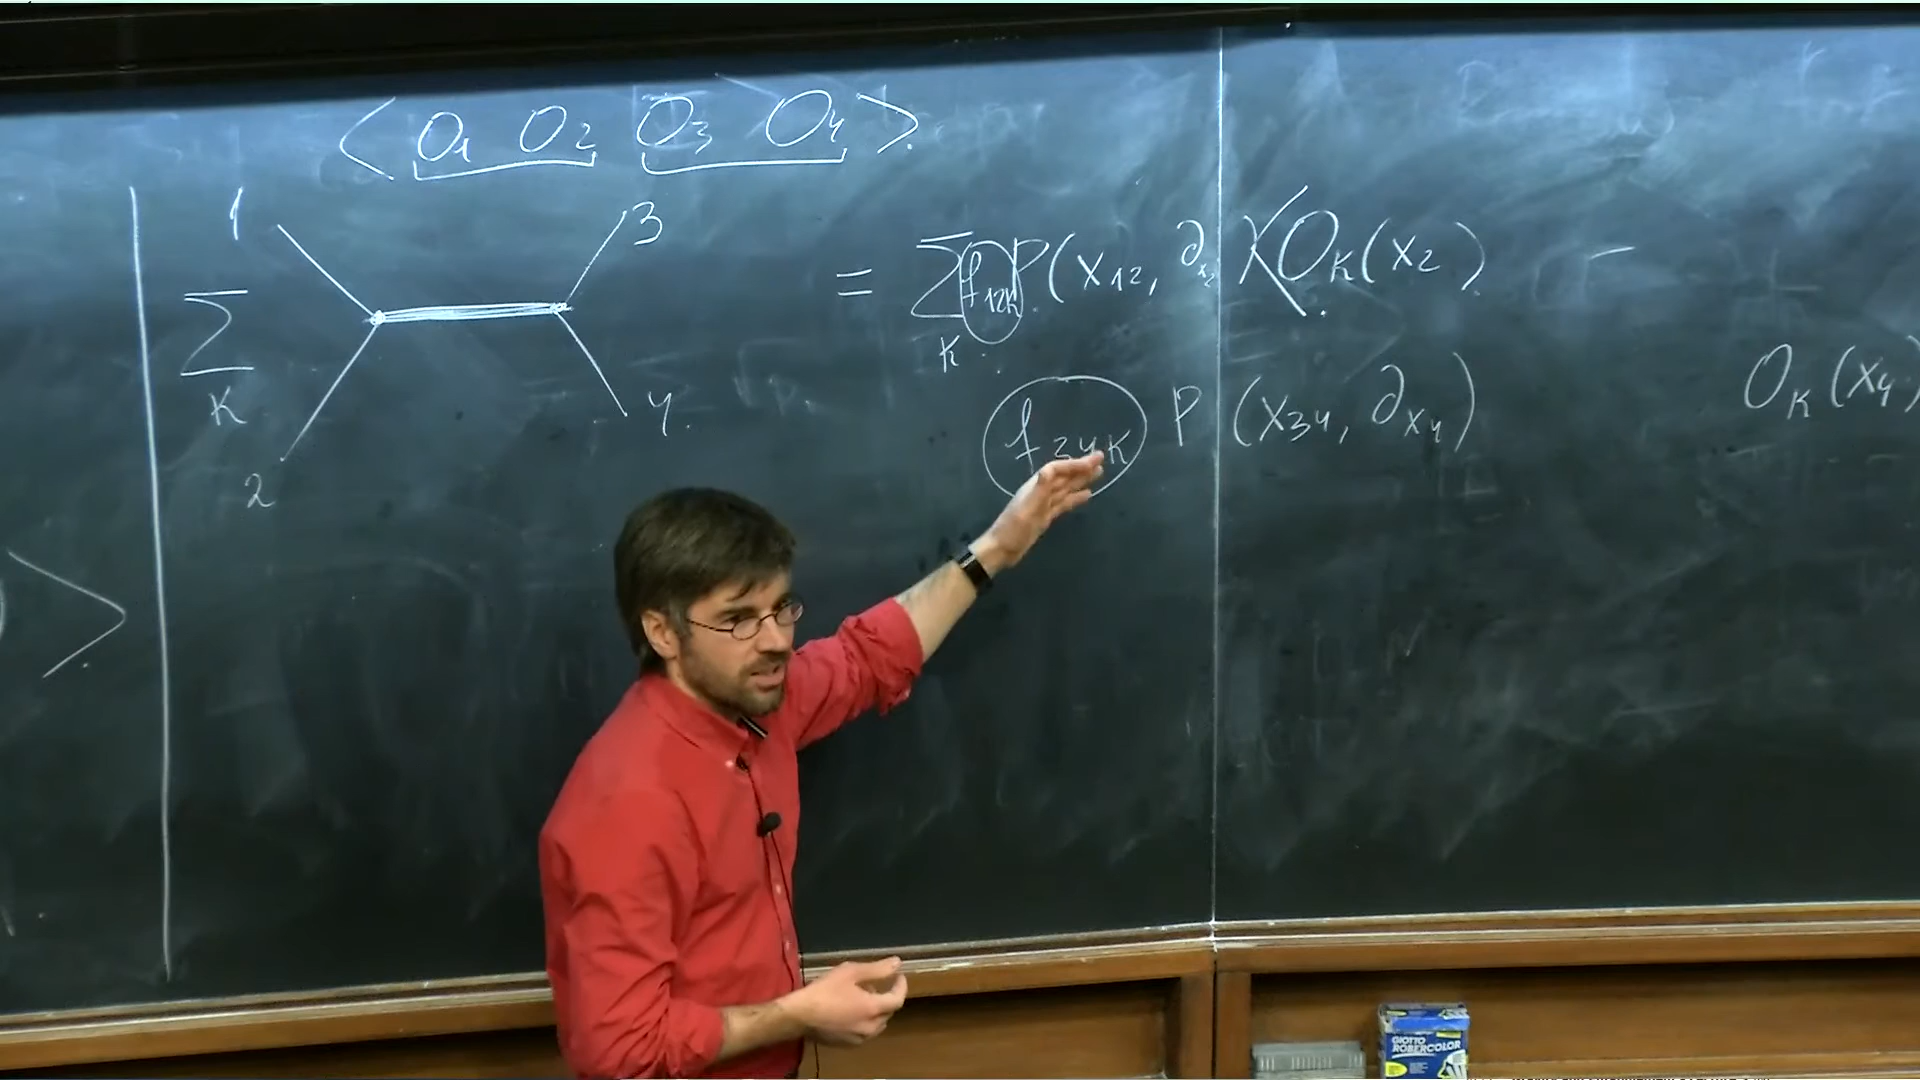 < O₁ O₂ O₃ O₄ >
1 3
∑ K
2 4
= ∑ K f₁₂K P(x₁₂, ∂x₂) < O_K(x₂)
f₃₄K P(x₃₄, ∂x₄) O_K(x₄)
>
GIOTTO
ROBERCOLOR